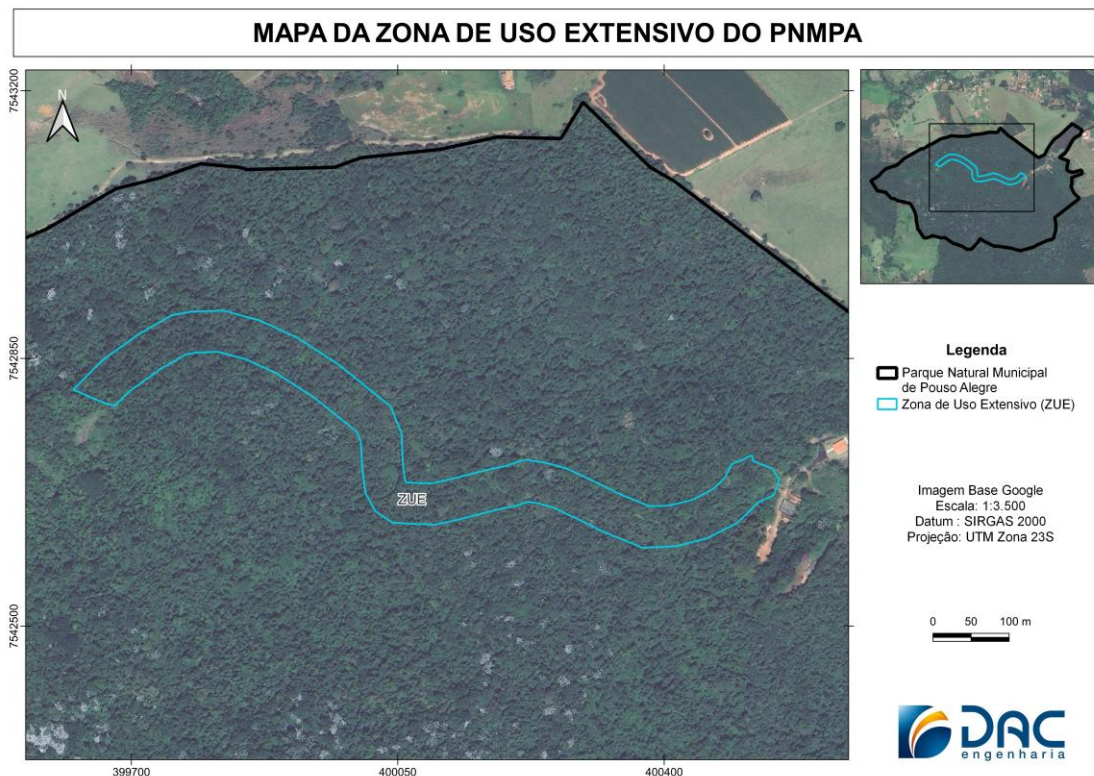 MAPA DA ZONA DE USO EXTENSIVO DO PNMPA
7543200
7542850
7542500
N
ZUE
399700
400050
400400
Legenda
Parque Natural Municipal
de Pouso Alegre
Zona de Uso Extensivo (ZUE)
Imagem Base Google
Escala: 1:3.500
Datum : SIRGAS 2000
Projeção: UTM Zona 23S
0 50 100 m
DAC
engenharia